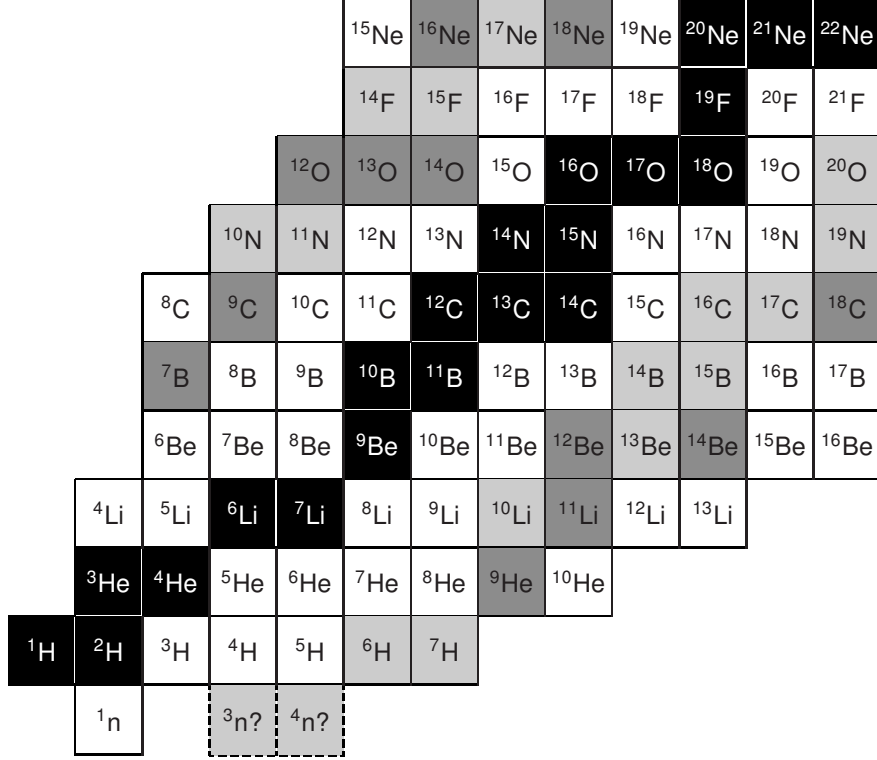 ¹⁵Ne ¹⁶Ne ¹⁷Ne ¹⁸Ne ¹⁹Ne ²⁰Ne ²¹Ne ²²Ne
¹⁴F ¹⁵F ¹⁶F ¹⁷F ¹⁸F ¹⁹F ²⁰F ²¹F
¹²O ¹³O ¹⁴O ¹⁵O ¹⁶O ¹⁷O ¹⁸O ¹⁹O ²⁰O
¹⁰N ¹¹N ¹²N ¹³N ¹⁴N ¹⁵N ¹⁶N ¹⁷N ¹⁸N ¹⁹N
⁸C ⁹C ¹⁰C ¹¹C ¹²C ¹³C ¹⁴C ¹⁵C ¹⁶C ¹⁷C ¹⁸C
⁷B ⁸B ⁹B ¹⁰B ¹¹B ¹²B ¹³B ¹⁴B ¹⁵B ¹⁶B ¹⁷B
⁶Be ⁷Be ⁸Be ⁹Be ¹⁰Be ¹¹Be ¹²Be ¹³Be ¹⁴Be ¹⁵Be ¹⁶Be
⁴Li ⁵Li ⁶Li ⁷Li ⁸Li ⁹Li ¹⁰Li ¹¹Li ¹²Li ¹³Li
³He ⁴He ⁵He ⁶He ⁷He ⁸He ⁹He ¹⁰He
¹H ²H ³H ⁴H ⁵H ⁶H ⁷H
¹n ³n? ⁴n?